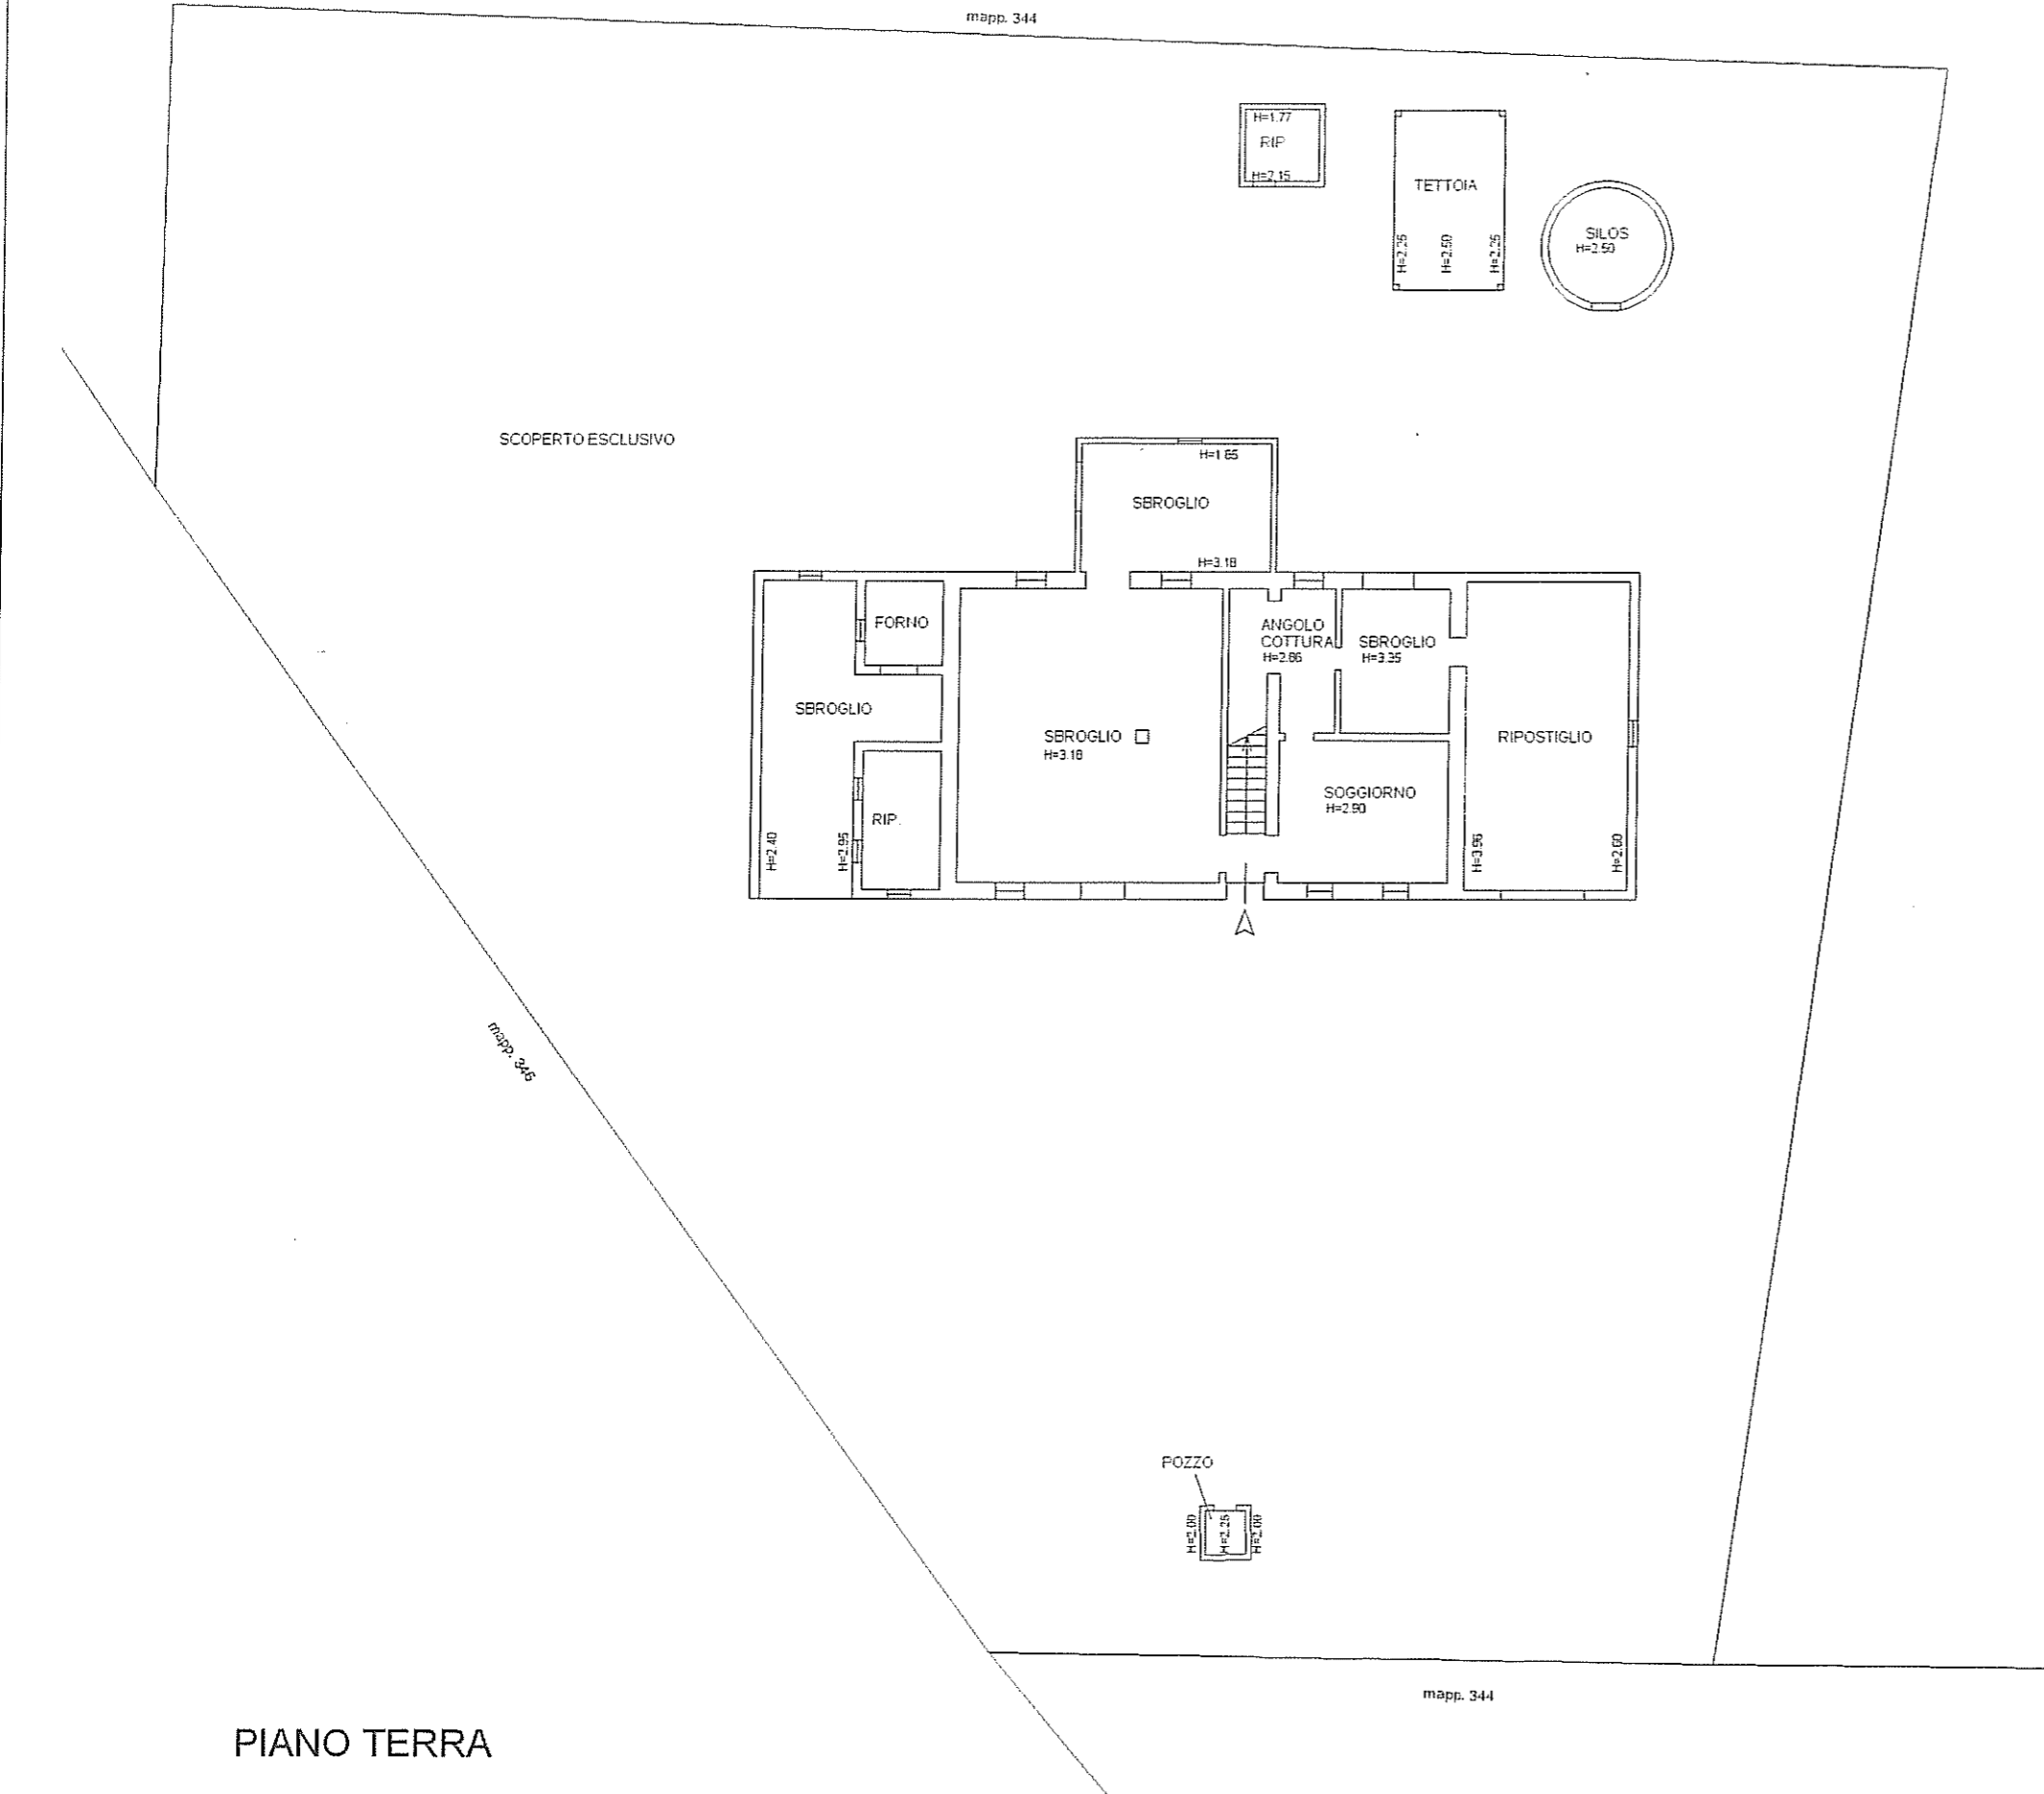 mapp. 344
H=1.77
RIP
H=2.15
TETTOIA
H=2.25
H=2.50
H=2.25
SILOS
H=2.50
SCOPERTO ESCLUSIVO
H=1.65
SBROGLIO
H=3.18
FORNO
ANGOLO
COTTURA
H=2.86
SBROGLIO
H=3.35
SBROGLIO
SBROGLIO
H=3.18
RIPOSTIGLIO
SOGGIORNO
H=2.90
RIP.
H=2.40
H=2.95
H=3.95
H=2.60
mapp. 346
POZZO
H=2.00
H=2.25
H=2.00
mapp. 344
PIANO TERRA